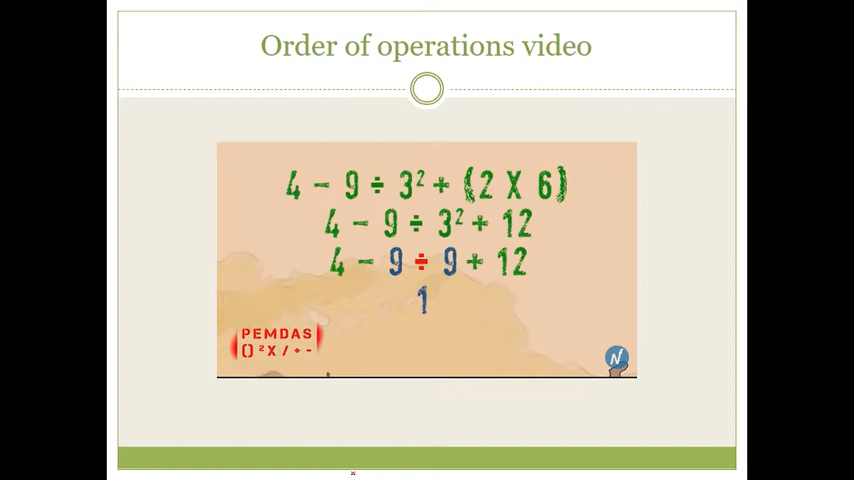 Order of operations video
4 − 9 ÷ 3² + (2 X 6)
4 − 9 ÷ 3² + 12
4 − 9 ÷ 9 + 12
1
PEMDAS
() ² X / + -
N